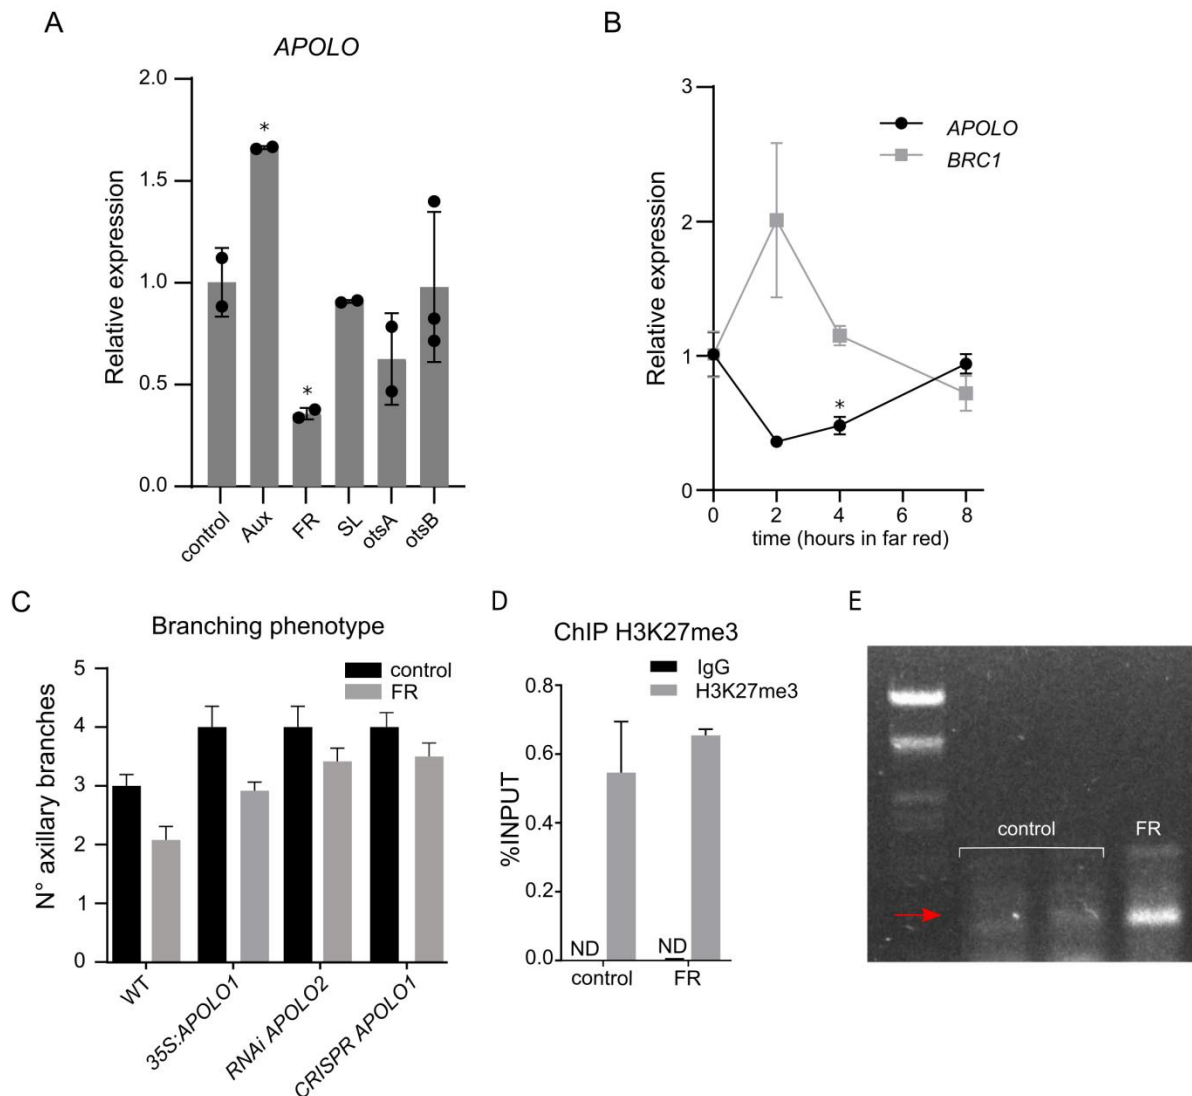 A
APOLO
Relative expression
2.0
1.5
1.0
0.5
0.0
*
*
control
Aux
FR
SL
otsA
otsB
B
Relative expression
3
2
1
0
APOLO
BRC1
*
0
2
4
6
8
time (hours in far red)
C
Branching phenotype
N° axillary branches
5
4
3
2
1
0
control
FR
WT
35S:APOLO1
RNAi APOLO2
CRISPR APOLO1
D
ChIP H3K27me3
IgG
H3K27me3
%INPUT
0.8
0.6
0.4
0.2
0.0
ND
ND
control
FR
E
control
FR